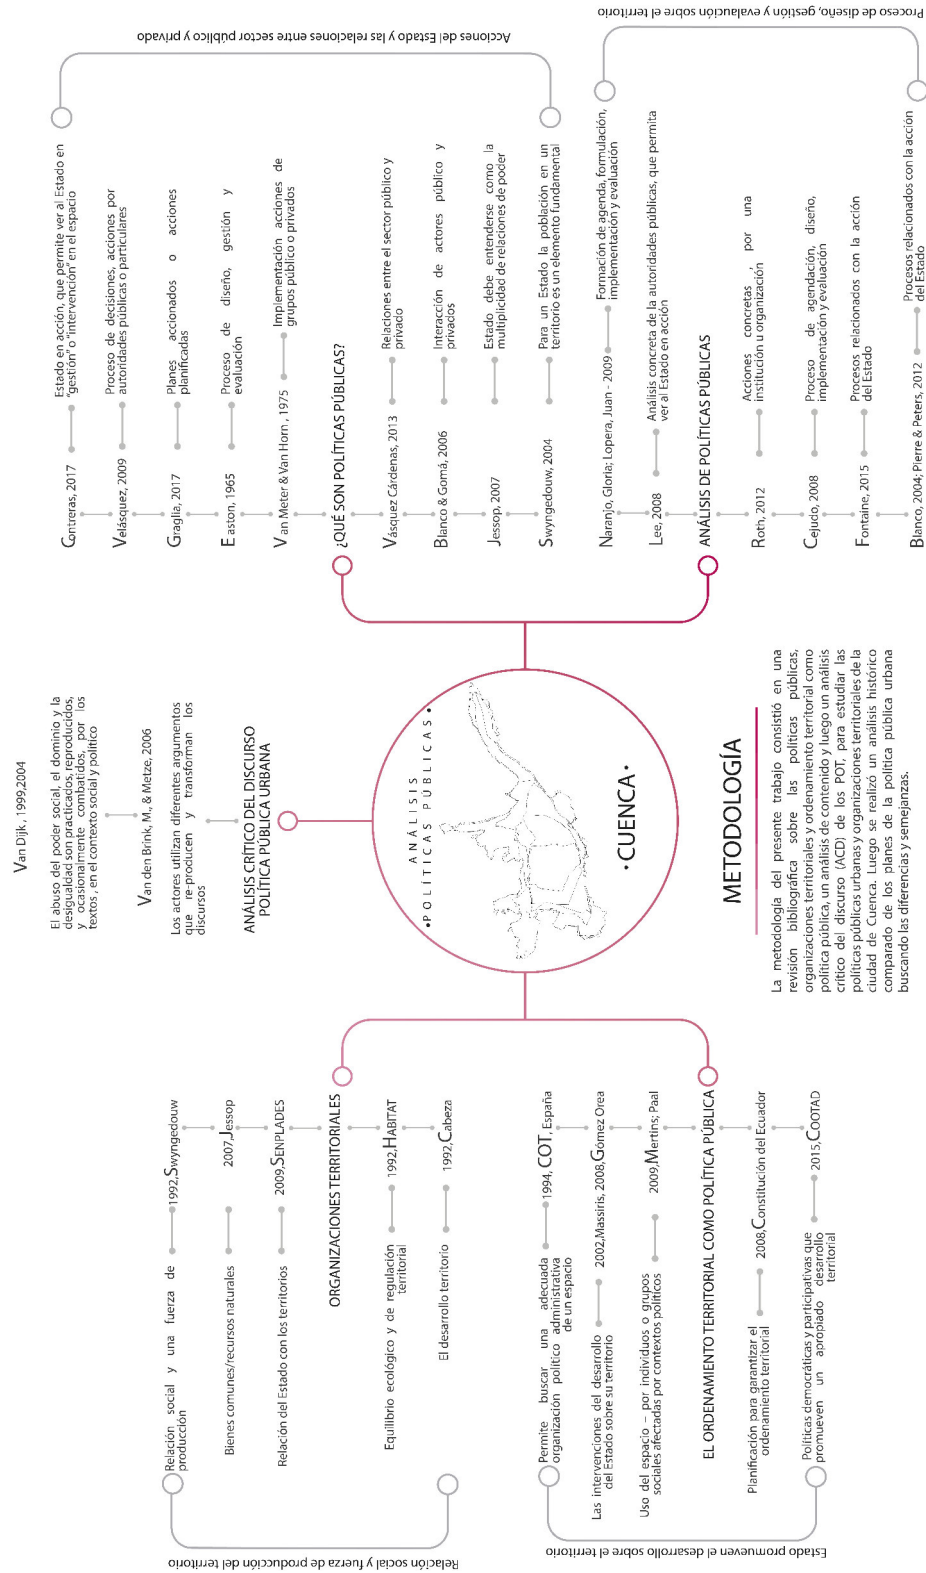 Van Dijk, , 1999,2004
El abuso del poder social, el dominio y la
desigualdad son practicados, reproducidos,
y ocasionalmente combatidos, por los
textos , en el contexto social y político
Van den Brink, M., & Metze, 2006
Los actores utilizan diferentes argumentos
que re-producen y transforman los
discursos
ANÁLISIS CRÍTICO DEL DISCURSO
POLÍTICA PÚBLICA URBANA
Relación social y fuerza de producción del territorio
Relación social y una fuerza de
producción
1992,Swyngedouw
Bienes comunes/recursos naturales
2007,Jessop
Relación del Estado con los territorios
2009,SENPLADES
ORGANIZACIONES TERRITORIALES
Equilibrio ecológico y de regulación
territorial
1992,HABITAT
El desarrollo territorio
1992,Cabeza
Estado promueven el desarrollo sobre el territorio
Permite buscar una adecuada
organización político administrativa
de un espacio
1994, COT, España
Las intervenciones del desarrollo
del Estado sobre su territorio
2002,Massiris, 2008,Gómez Orea
Uso del espacio – por individuos o grupos
sociales afectadas por contextos políticos
2009,Mertins; Paal
EL ORDENAMIENTO TERRITORIAL COMO POLÍTICA PÚBLICA
Planificación para garantizar el
ordenamiento territorial
2008,Constitución del Ecuador
Políticas democráticas y participativas que
promueven un apropiado desarrollo
territorial
2015,COOTAD
ANÁLISIS
•POLÍTICAS PÚBLICAS•
•CUENCA•
METODOLOGÍA
La metodología del presente trabajo consistió en una
revisión bibliográfica sobre las políticas públicas,
organizaciones territoriales y ordenamiento territorial como
política pública, un análisis de contenido y luego un análisis
crítico del discurso (ACD) de los POT, para estudiar las
políticas públicas urbanas y organizaciones territoriales de la
ciudad de Cuenca. Luego se realizó un análisis histórico
comparado de los planes de la política pública urbana
buscando las diferencias y semejanzas.
Contreras, 2017
Estado en acción, que permite ver al Estado en
"gestión" o "intervención" en el espacio
Velásquez, 2009
Proceso de decisiones, acciones por
autoridades públicas o particulares
Graglia, 2017
Planes accionados o acciones
planificadas
Easton, 1965
Proceso de diseño, gestión y
evaluación
Van Meter & Van Horn , 1975
Implementación acciones de
grupos público o privados
¿QUÉ SON POLÍTICAS PÚBLICAS?
Vásquez Cárdenas, 2013
Relaciones entre el sector público y
privado
Blanco & Gomá, 2006
Interacción de actores público y
privados
Jessop, 2007
Estado debe entenderse como la
multiplicidad de relaciones de poder
Swyngedouw, 2004
Para un Estado la población en un
territorio es un elemento fundamental
Acciones del Estado y las relaciones entre sector público y privado
Naranjo, Gloria; Lopera, Juan - 2009
Formación de agenda, formulación,
implementación y evaluación
Lee, 2008
Análisis concreta de la autoridades públicas, que permita
ver al Estado en acción
ANÁLISIS DE POLÍTICAS PÚBLICAS
Roth, 2012
Acciones concretas , por una
institución u organización
Cejudo, 2008
Proceso de agendación, diseño,
implementación y evaluación
Fontaine, 2015
Procesos relacionados con la acción
del Estado
Blanco, 2004; Pierre & Peters, 2012
Procesos relacionados con la acción
del Estado
Proceso de diseño, gestión y evalaución sobre el territorio